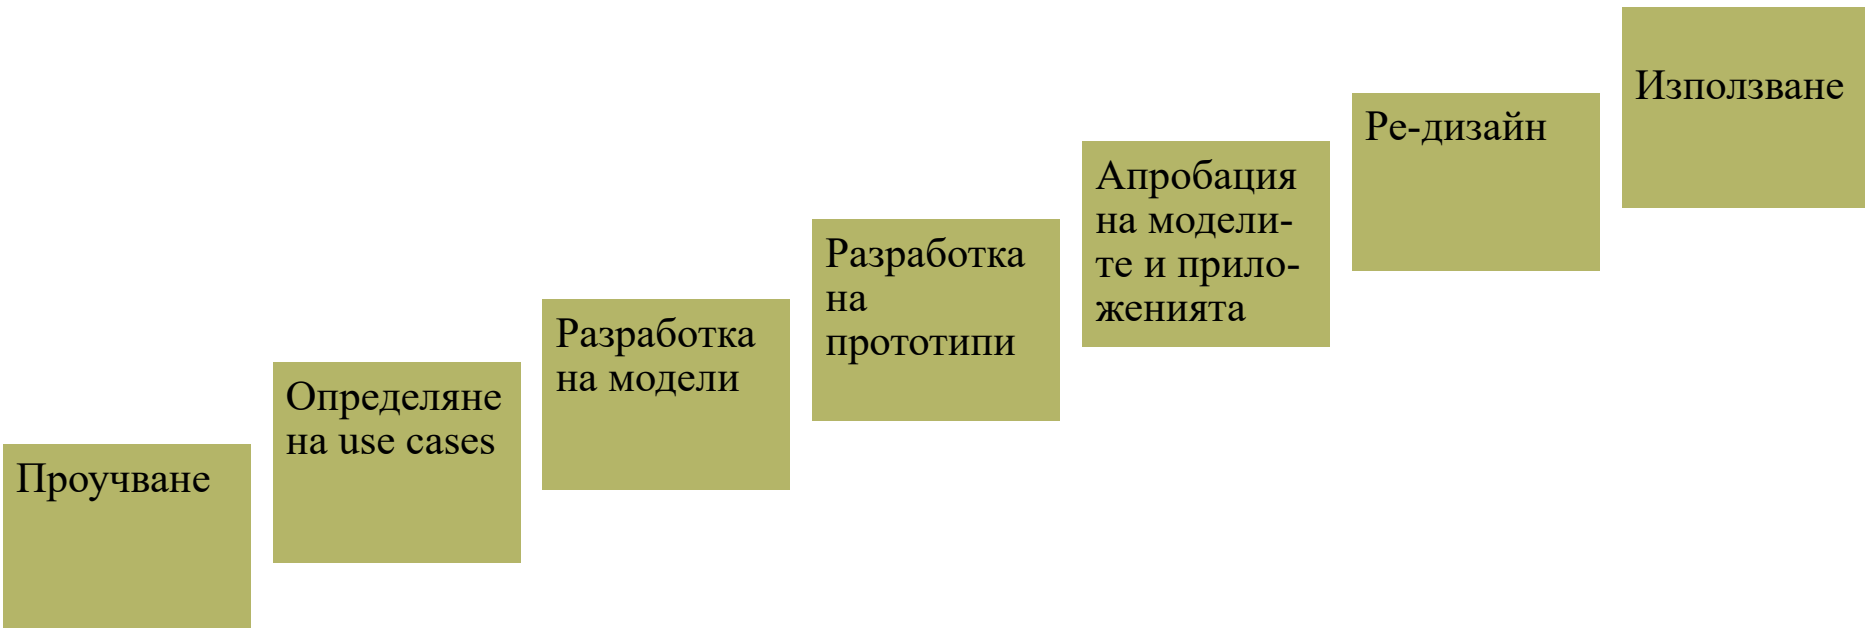 Проучване
Определяне
на use cases
Разработка
на модели
Разработка
на
прототипи
Апробация
на модели-
те и прило-
женията
Ре-дизайн
Използване